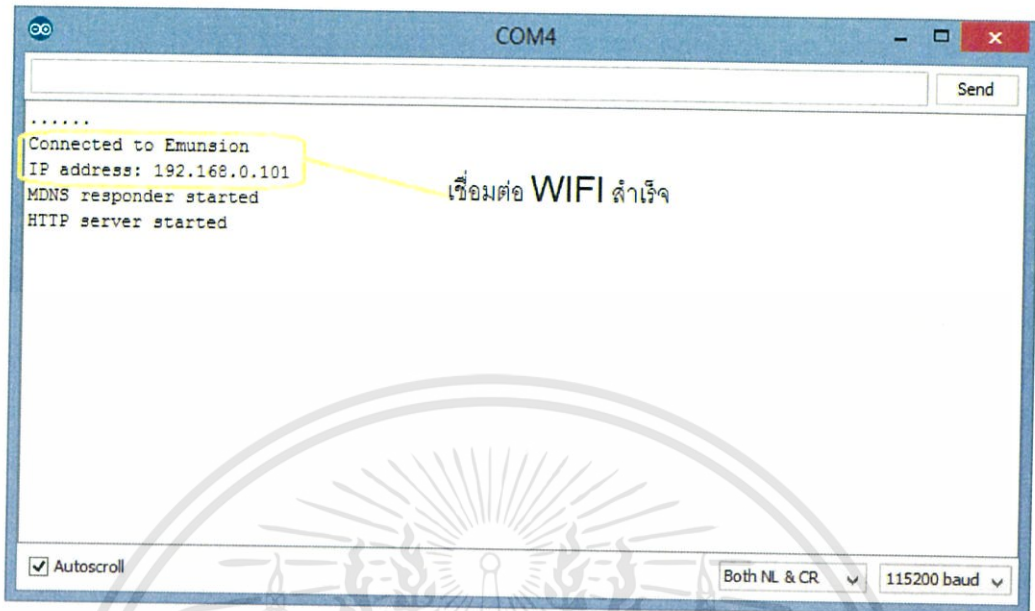 COM4
Send
......
Connected to Emunsion
IP address: 192.168.0.101
MDNS responder started
HTTP server started
เชื่อมต่อ WIFI สำเร็จ
Autoscroll
Both NL & CR
115200 baud